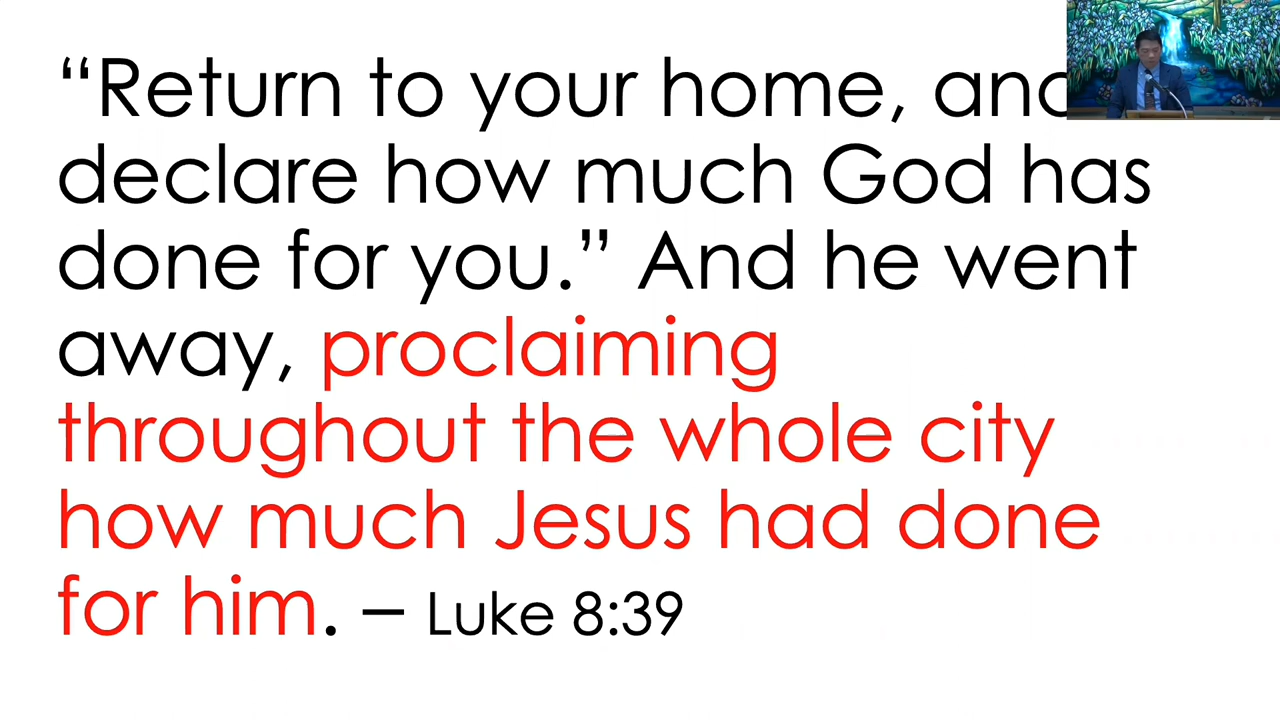 “Return to your home, and
declare how much God has
done for you.” And he went
away, proclaiming
throughout the whole city
how much Jesus had done
for him. – Luke 8:39